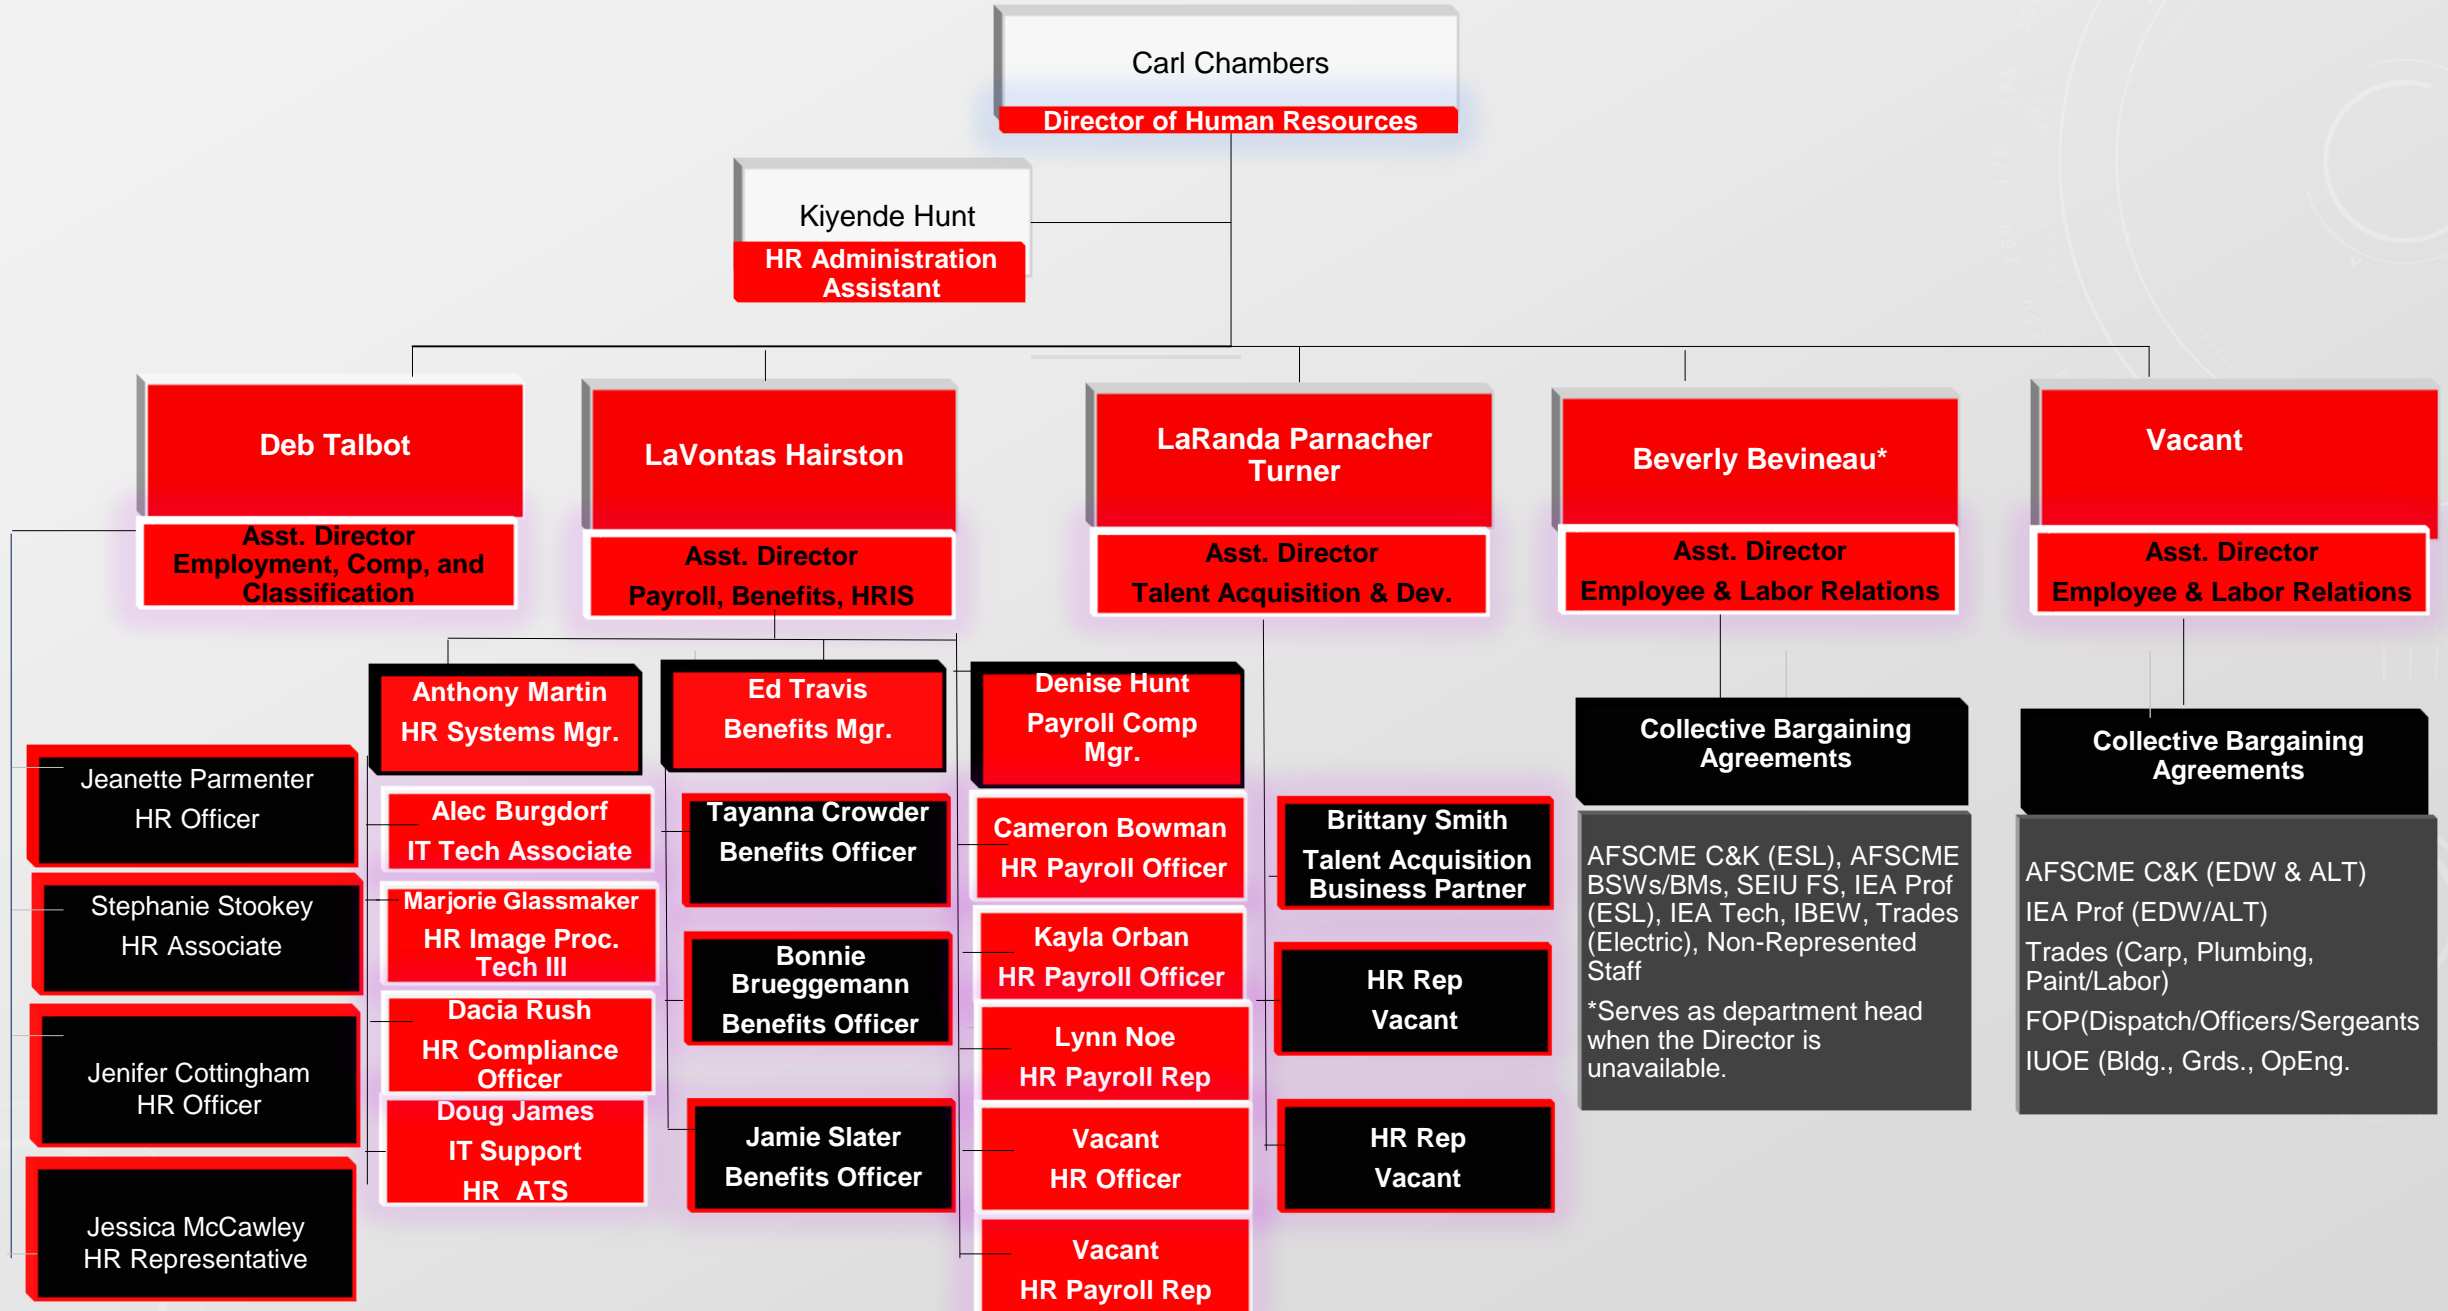 Carl Chambers
Director of Human Resources
Kiyende Hunt
HR Administration
Assistant
Deb Talbot
Asst. Director
Employment, Comp, and
Classification
LaVontas Hairston
Asst. Director
Payroll, Benefits, HRIS
LaRanda Parnacher
Turner
Asst. Director
Talent Acquisition & Dev.
Beverly Bevineau*
Asst. Director
Employee & Labor Relations
Vacant
Asst. Director
Employee & Labor Relations
Jeanette Parmenter
HR Officer
Stephanie Stookey
HR Associate
Jenifer Cottingham
HR Officer
Jessica McCawley
HR Representative
Anthony Martin
HR Systems Mgr.
Alec Burgdorf
IT Tech Associate
Marjorie Glassmaker
HR Image Proc.
Tech III
Dacia Rush
HR Compliance
Officer
Doug James
IT Support
HR ATS
Ed Travis
Benefits Mgr.
Tayanna Crowder
Benefits Officer
Bonnie
Brueggemann
Benefits Officer
Jamie Slater
Benefits Officer
Denise Hunt
Payroll Comp
Mgr.
Cameron Bowman
HR Payroll Officer
Kayla Orban
HR Payroll Officer
Lynn Noe
HR Payroll Rep
Vacant
HR Officer
Vacant
HR Payroll Rep
Brittany Smith
Talent Acquisition
Business Partner
HR Rep
Vacant
HR Rep
Vacant
Collective Bargaining
Agreements
AFSCME C&K (ESL), AFSCME
BSWs/BMs, SEIU FS, IEA Prof
(ESL), IEA Tech, IBEW, Trades
(Electric), Non-Represented
Staff
*Serves as department head
when the Director is
unavailable.
Collective Bargaining
Agreements
AFSCME C&K (EDW & ALT)
IEA Prof (EDW/ALT)
Trades (Carp, Plumbing,
Paint/Labor)
FOP(Dispatch/Officers/Sergeants
IUOE (Bldg., Grds., OpEng.